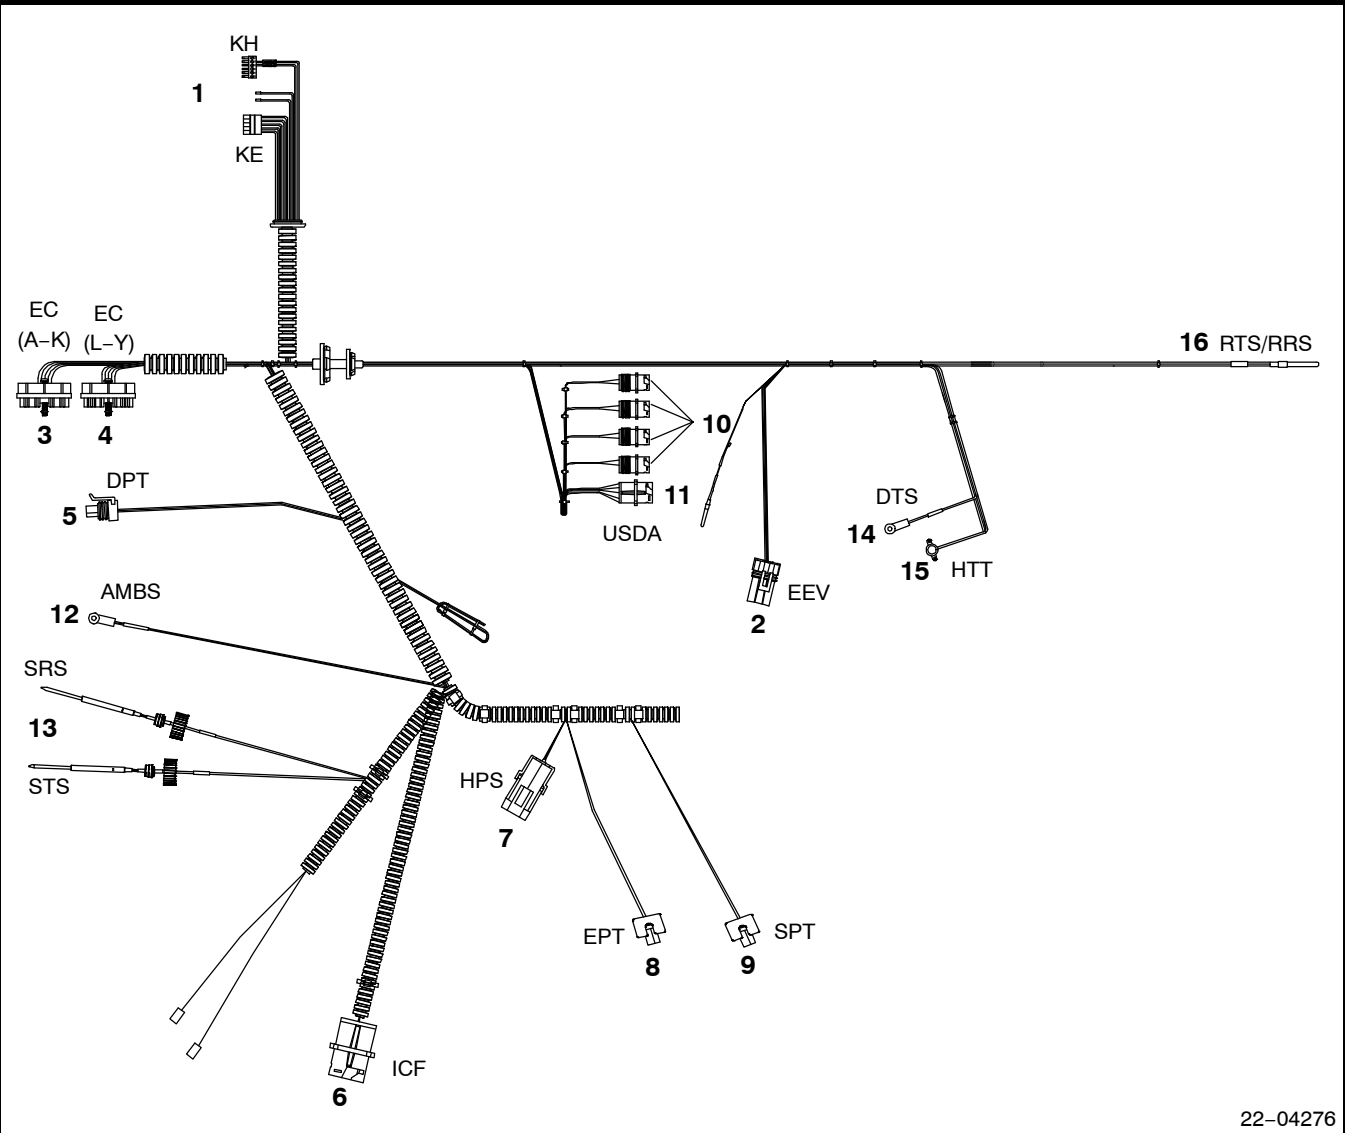 KH
1
KE
EC
(A−K)
EC
(L−Y)
3
4
16 RTS/RRS
10
11
USDA
DPT
5
DTS
14
15 HTT
EEV
2
AMBS
12
SRS
13
STS
HPS
7
EPT
8
SPT
9
ICF
6
22−04276